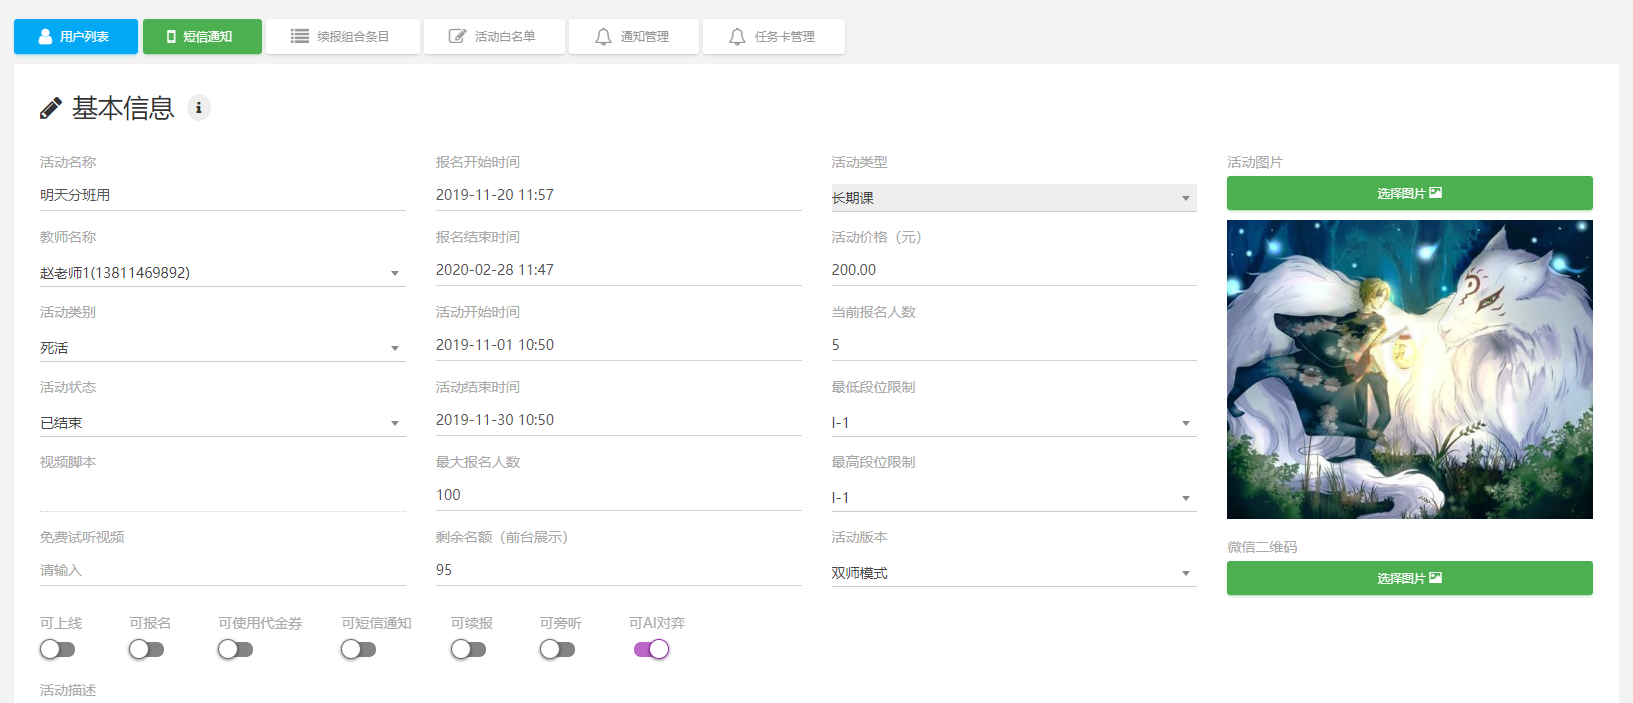 用户列表
短信通知
续报组合条目
活动白名单
通知管理
任务卡管理
基本信息
活动名称
明天分班用
教师名称
赵老师1(13811469892)
活动类别
死活
活动状态
已结束
视频脚本
免费试听视频
请输入
报名开始时间
2019-11-20 11:57
报名结束时间
2020-02-28 11:47
活动开始时间
2019-11-01 10:50
活动结束时间
2019-11-30 10:50
最大报名人数
100
剩余名额（前台展示）
95
活动类型
长期课
活动价格（元）
200.00
当前报名人数
5
最低段位限制
I-1
最高段位限制
I-1
活动版本
双师模式
活动图片
选择图片
微信二维码
选择图片
可上线
可报名
可使用代金券
可短信通知
可续报
可旁听
可AI对弈
活动描述